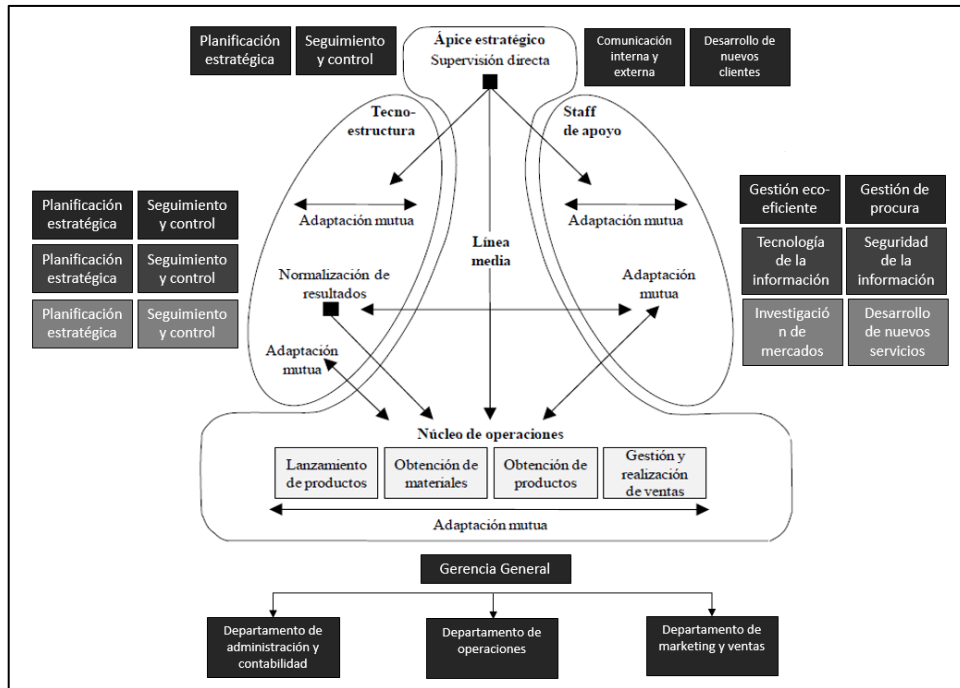 Planificación
estratégica
Seguimiento
y control
Ápice estratégico
Supervisión directa
Comunicación
interna y
externa
Desarrollo de
nuevos
clientes
Tecno-
estructura
Staff
de apoyo
Adaptación mutua
Adaptación mutua
Línea
media
Planificación
estratégica
Seguimiento
y control
Planificación
estratégica
Seguimiento
y control
Planificación
estratégica
Seguimiento
y control
Gestión eco-
eficiente
Gestión de
procura
Tecnología
de la
información
Seguridad
de la
información
Investigació
n de
mercados
Desarrollo
de nuevos
servicios
Normalización de
resultados
Adaptación
mutua
Adaptación
mutua
Núcleo de operaciones
Lanzamiento
de productos
Obtención de
materiales
Obtención de
productos
Gestión y
realización
de ventas
Adaptación mutua
Gerencia General
Departamento de
administración y
contabilidad
Departamento de
operaciones
Departamento de
marketing y ventas